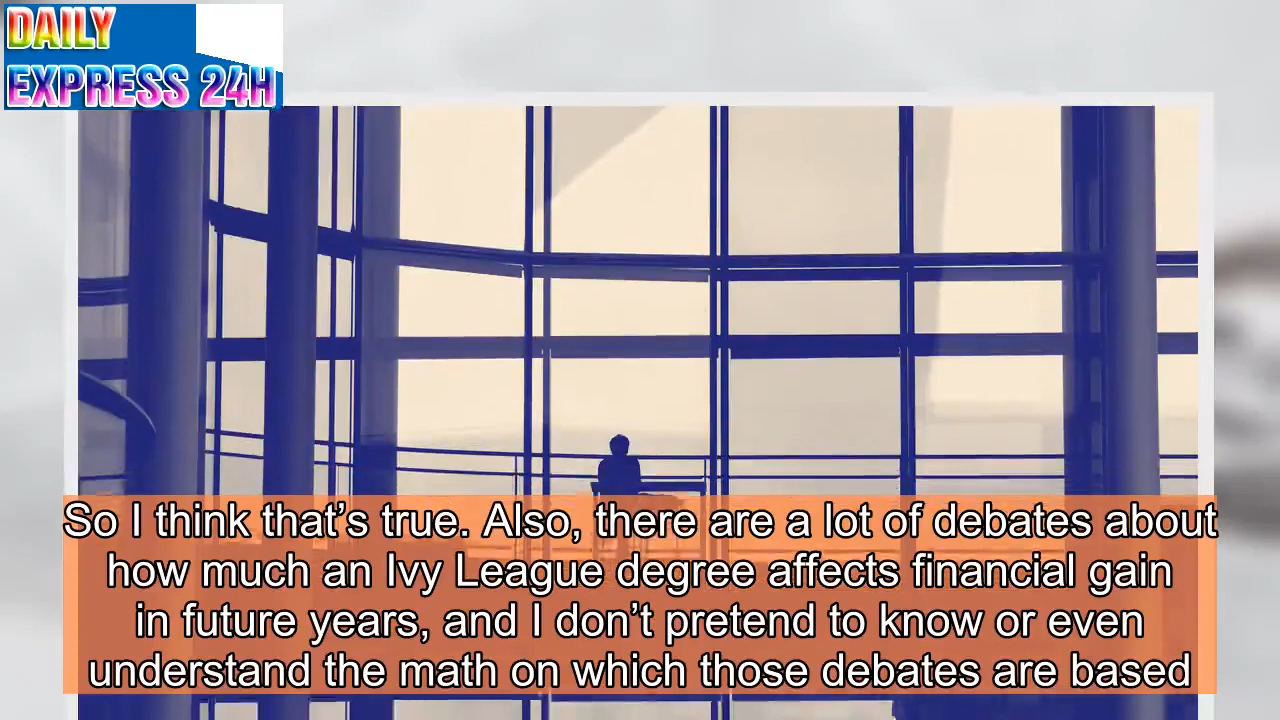 DAILY
EXPRESS 24H
So I think that’s true. Also, there are a lot of debates about
how much an Ivy League degree affects financial gain
in future years, and I don’t pretend to know or even
understand the math on which those debates are based